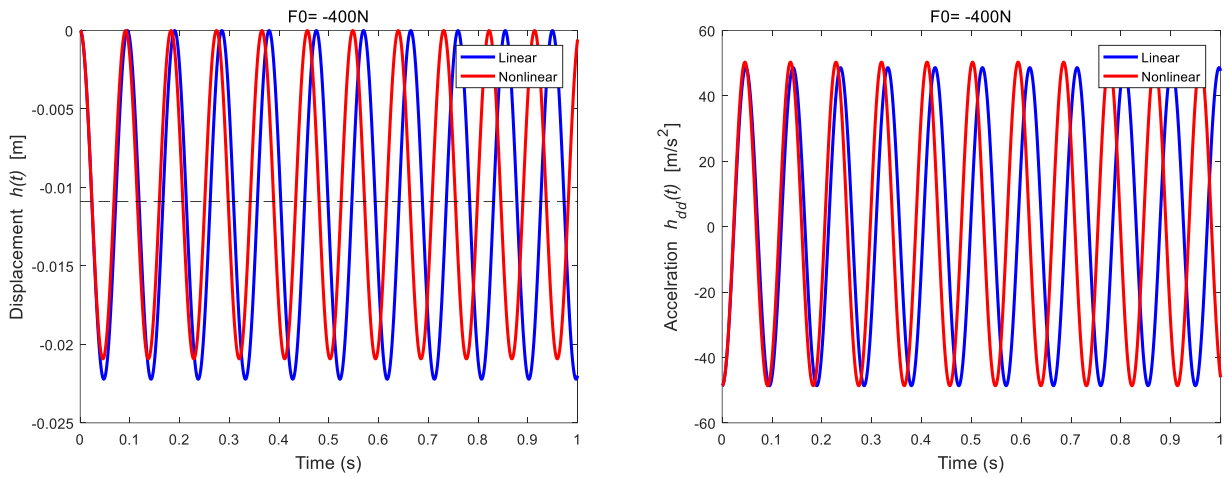 F0= -400N
0
-0.005
-0.01
-0.015
-0.02
-0.025
Displacement h(t) [m]
Linear
Nonlinear
0 0.1 0.2 0.3 0.4 0.5 0.6 0.7 0.8 0.9 1
Time (s)
F0= -400N
60
40
20
0
-20
-40
-60
Accelration h_dd(t) [m/s^2]
Linear
Nonlinear
0 0.1 0.2 0.3 0.4 0.5 0.6 0.7 0.8 0.9 1
Time (s)